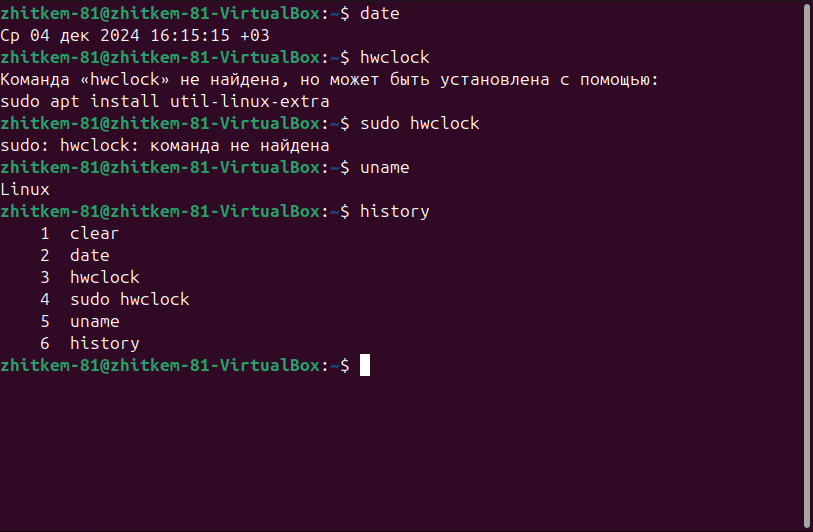 zhitkem-81@zhitkem-81-VirtualBox:~$ date
Ср 04 дек 2024 16:15:15 +03
zhitkem-81@zhitkem-81-VirtualBox:~$ hwclock
Команда «hwclock» не найдена, но может быть установлена с помощью:
sudo apt install util-linux-extra
zhitkem-81@zhitkem-81-VirtualBox:~$ sudo hwclock
sudo: hwclock: команда не найдена
zhitkem-81@zhitkem-81-VirtualBox:~$ uname
Linux
zhitkem-81@zhitkem-81-VirtualBox:~$ history
    1  clear
    2  date
    3  hwclock
    4  sudo hwclock
    5  uname
    6  history
zhitkem-81@zhitkem-81-VirtualBox:~$